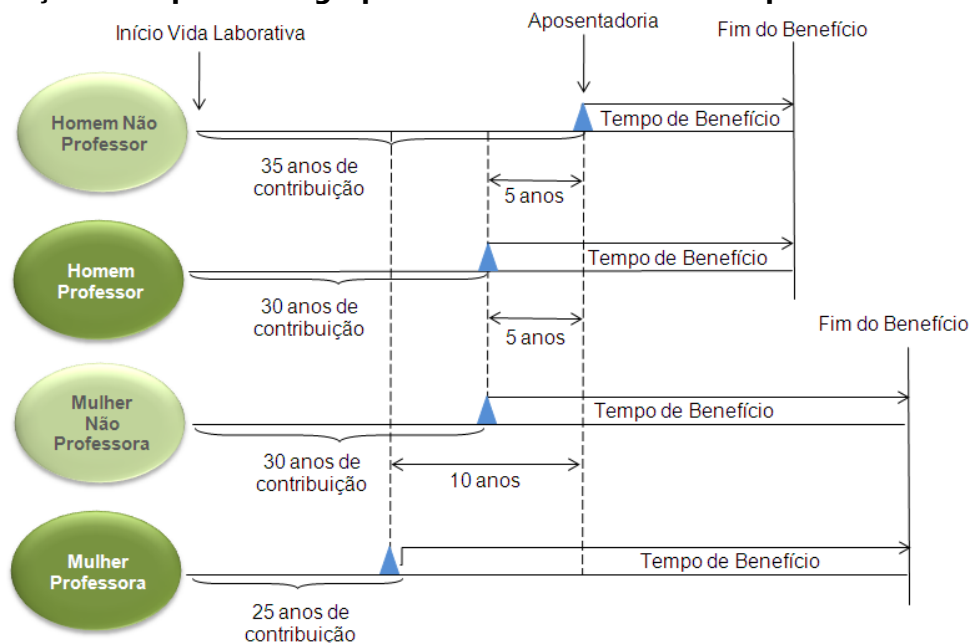 Início Vida Laborativa
Aposentadoria
Fim do Benefício
Homem Não
Professor
Tempo de Benefício
35 anos de
contribuição
5 anos
Homem
Professor
Tempo de Benefício
30 anos de
contribuição
5 anos
Fim do Benefício
Mulher
Não
Professora
Tempo de Benefício
30 anos de
contribuição
10 anos
Mulher
Professora
Tempo de Benefício
25 anos de
contribuição